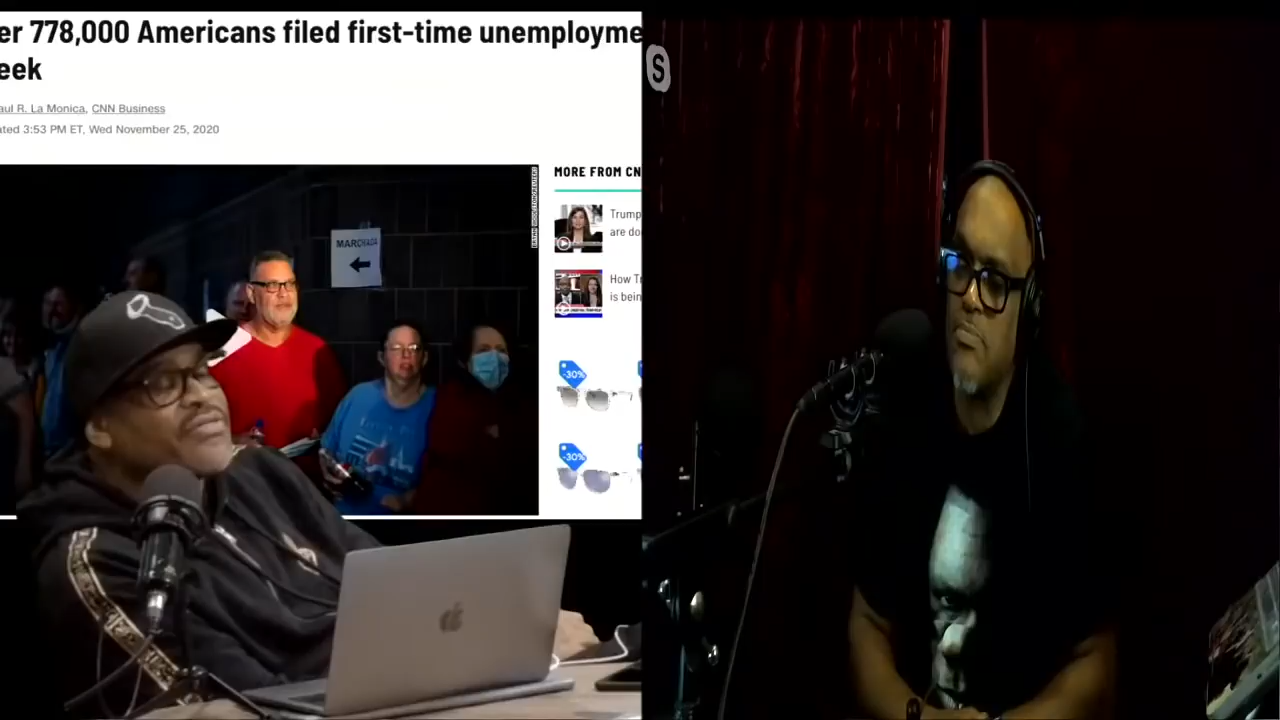 er 778,000 Americans filed first-time unemployme
eek
aul R. La Monica, CNN Business
ated 3:53 PM ET, Wed November 25, 2020
MORE FROM CN
Trump
are do
How Tr
is bein
MARCHADA
-30%
-30%
S